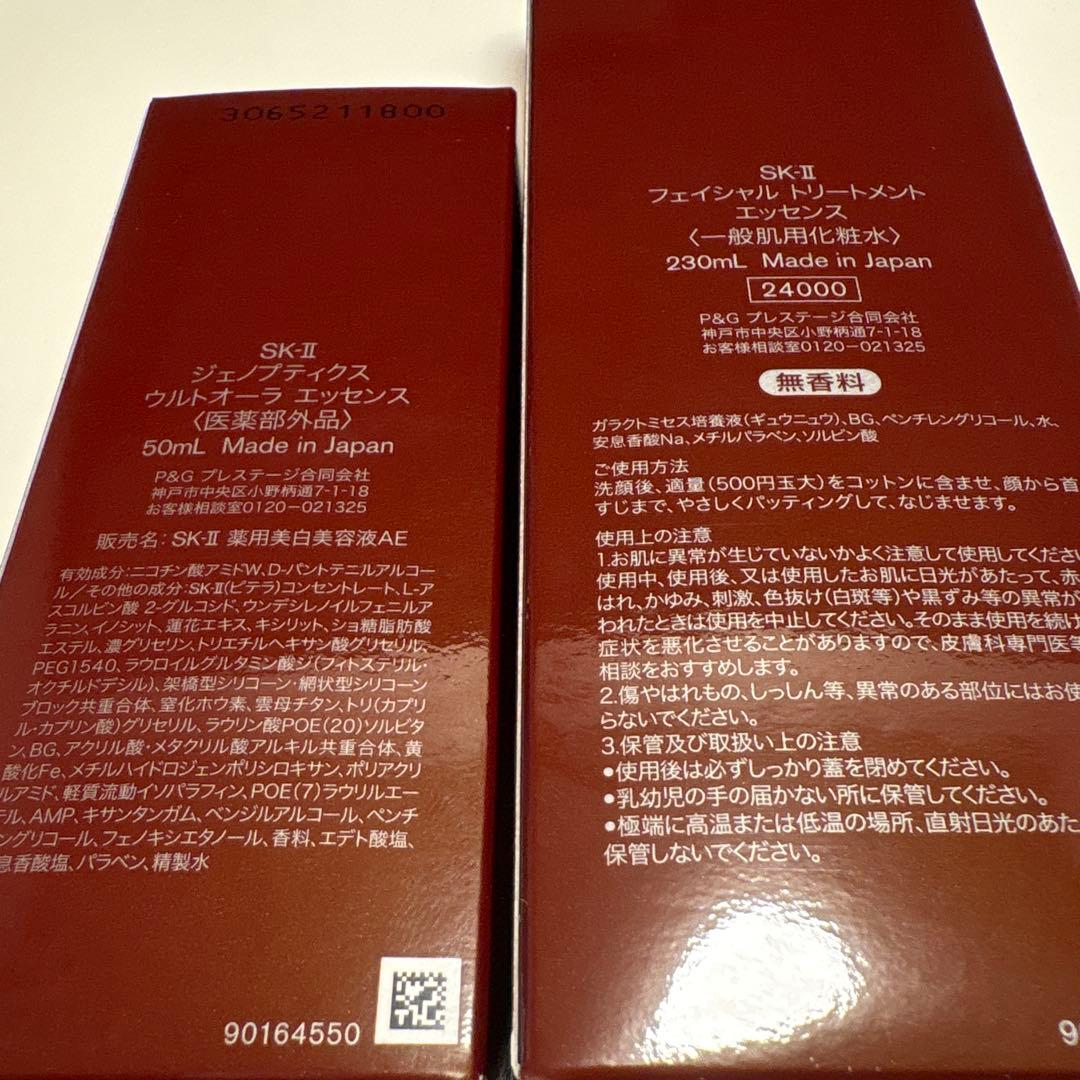 3065211800
SK-II
ジェノプティクス
ウルトオーラ エッセンス
〈医薬部外品〉
50mL Made in Japan
P&G プレステージ合同会社
神戸市中央区小野柄通7-1-18
お客様相談室0120-021325
販売名：SK-II 薬用美白美容液AE
有効成分：ニコチン酸アミドW、D-パントテニルアルコー
ル／その他の成分：SK-II(ピテラ)コンセントレート、L-ア
スコルビン酸 2-グルコシド、ウンデシレノイルフェニルア
ラニン、イノシット、蓮花エキス、キシリット、ショ糖脂肪酸
エステル、濃グリセリン、トリエチルヘキサン酸グリセリル、
PEG1540、ラウロイルグルタミン酸ジ(フィトステリル・
オクチルドデシル)、架橋型シリコーン・網状型シリコーン
ブロック共重合体、窒化ホウ素、雲母チタン、トリ(カプリ
ル・カプリン酸)グリセリル、ラウリン酸POE(20)ソルビタ
ン、BG、アクリル酸・メタクリル酸アルキル共重合体、黄
酸化Fe、メチルハイドロジェンポリシロキサン、ポリアクリ
ルアミド、軽質流動イソパラフィン、POE(7)ラウリルエー
テル、AMP、キサンタンガム、ベンジルアルコール、ペンチ
ングリコール、フェノキシエタノール、香料、エデト酸塩、
息香酸塩、パラベン、精製水
90164550
SK-II
フェイシャル トリートメント
エッセンス
〈一般肌用化粧水〉
230mL Made in Japan
24000
P&G プレステージ合同会社
神戸市中央区小野柄通7-1-18
お客様相談室0120-021325
無香料
ガラクトミセス培養液(ギュウニュウ)、BG、ペンチレングリコール、水、
安息香酸Na、メチルパラベン、ソルビン酸
ご使用方法
洗顔後、適量(500円玉大)をコットンに含ませ、顔から首
すじまで、やさしくパッティングして、なじませます。
使用上の注意
1.お肌に異常が生じていないかよく注意して使用してくださ
使用中、使用後、又は使用したお肌に日光があたって、赤
はれ、かゆみ、刺激、色抜け(白斑等)や黒ずみ等の異常が
われたときは使用を中止してください。そのまま使用を続け
症状を悪化させることがありますので、皮膚科専門医等
相談をおすすめします。
2.傷やはれもの、しっしん等、異常のある部位にはお使
らないでください。
3.保管及び取扱い上の注意
●使用後は必ずしっかり蓋を閉めてください。
●乳幼児の手の届かない所に保管してください。
●極端に高温または低温の場所、直射日光のあた
保管しないでください。
9